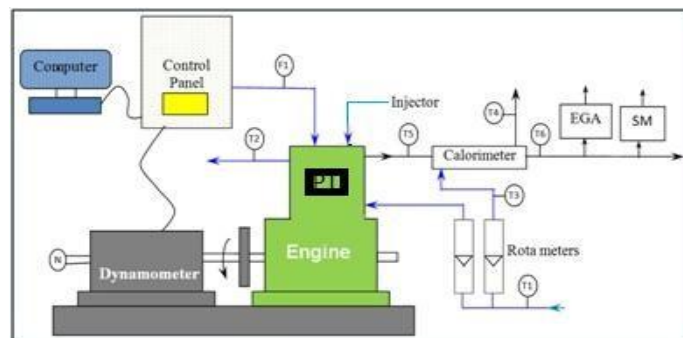 Computer
Control
Panel
F1
Injector
T2
T5
T4
T6
EGA
SM
Calorimeter
PT
T3
Engine
Rota meters
N
Dynamometer
T1